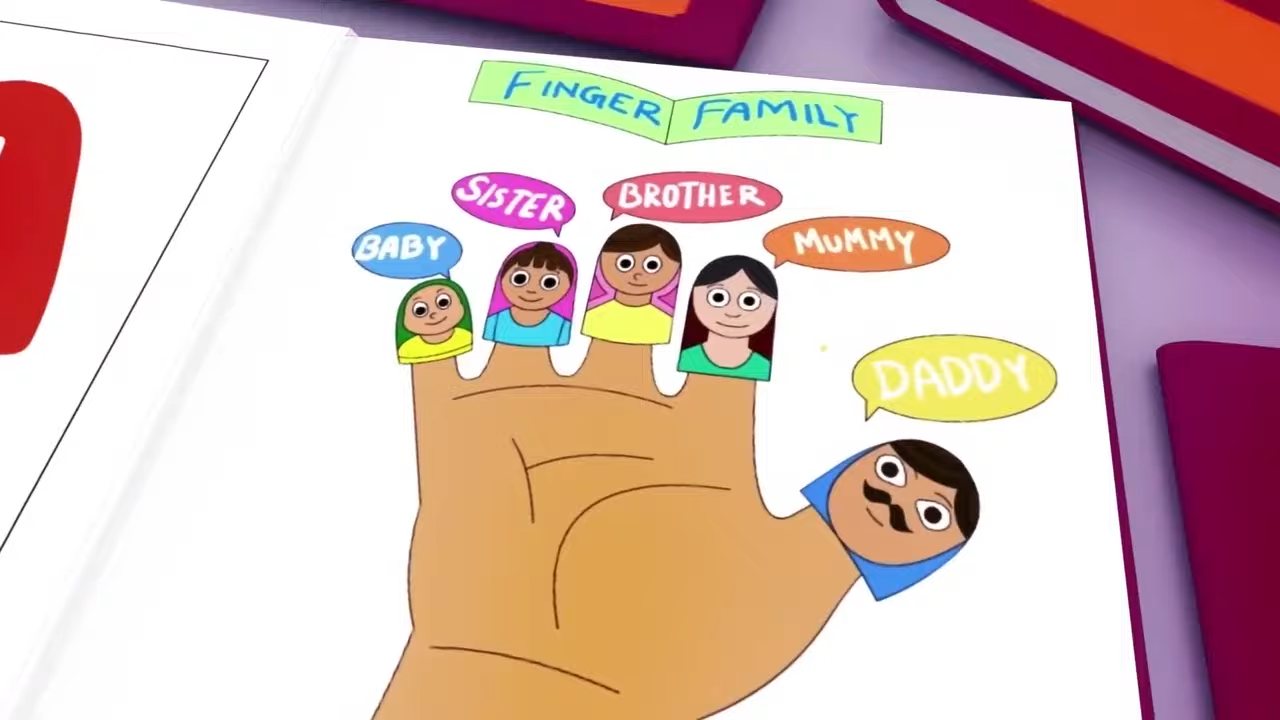 FINGER FAMILY
BABY
SISTER
BROTHER
MUMMY
DADDY